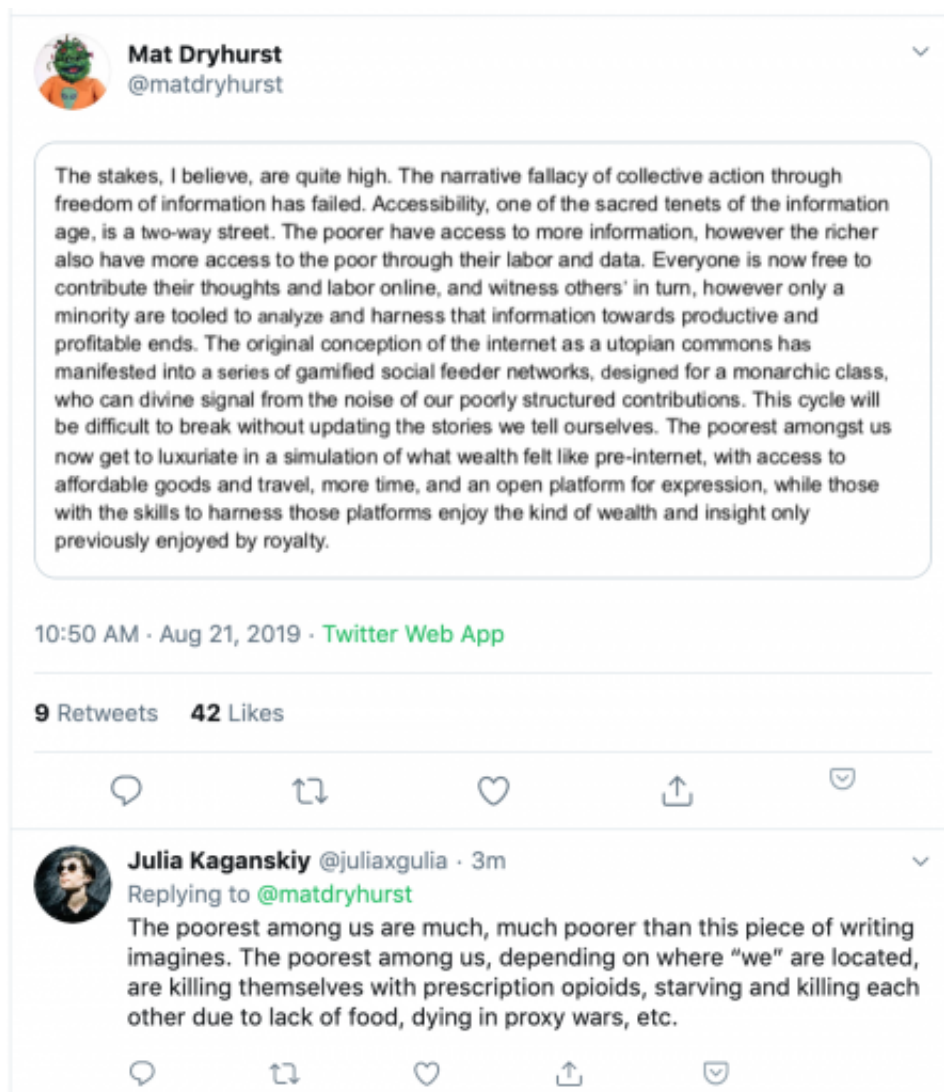 Mat Dryhurst
@matdryhurst
The stakes, I believe, are quite high. The narrative fallacy of collective action through
freedom of information has failed. Accessibility, one of the sacred tenets of the information
age, is a two-way street. The poorer have access to more information, however the richer
also have more access to the poor through their labor and data. Everyone is now free to
contribute their thoughts and labor online, and witness others' in turn, however only a
minority are tooled to analyze and harness that information towards productive and
profitable ends. The original conception of the internet as a utopian commons has
manifested into a series of gamified social feeder networks, designed for a monarchic class,
who can divine signal from the noise of our poorly structured contributions. This cycle will
be difficult to break without updating the stories we tell ourselves. The poorest amongst us
now get to luxuriate in a simulation of what wealth felt like pre-internet, with access to
affordable goods and travel, more time, and an open platform for expression, while those
with the skills to harness those platforms enjoy the kind of wealth and insight only
previously enjoyed by royalty.
10:50 AM · Aug 21, 2019 · Twitter Web App
9 Retweets 42 Likes
Julia Kaganskiy @juliaxgulia · 3m
Replying to @matdryhurst
The poorest among us are much, much poorer than this piece of writing
imagines. The poorest among us, depending on where “we” are located,
are killing themselves with prescription opioids, starving and killing each
other due to lack of food, dying in proxy wars, etc.